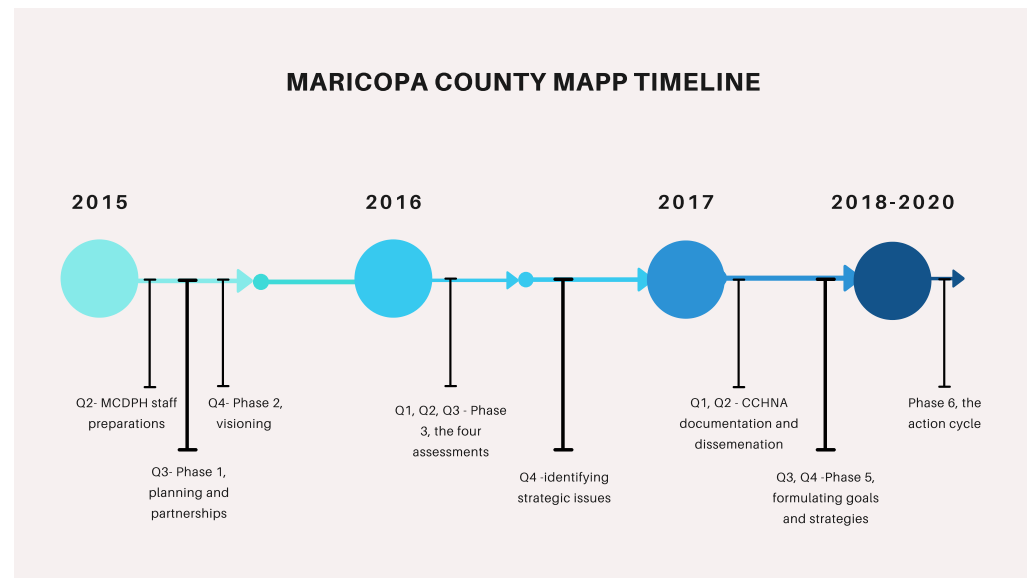 MARICOPA COUNTY MAPP TIMELINE
2015
2016
2017
2018-2020
Q2- MCDPH staff
preparations
Q3- Phase 1,
planning and
partnerships
Q4- Phase 2,
visioning
Q1, Q2, Q3 - Phase
3, the four
assessments
Q4 -identifying
strategic issues
Q1, Q2 - CCHNA
documentation and
dissemenation
Q3, Q4 -Phase 5,
formulating goals
and strategies
Phase 6, the
action cycle